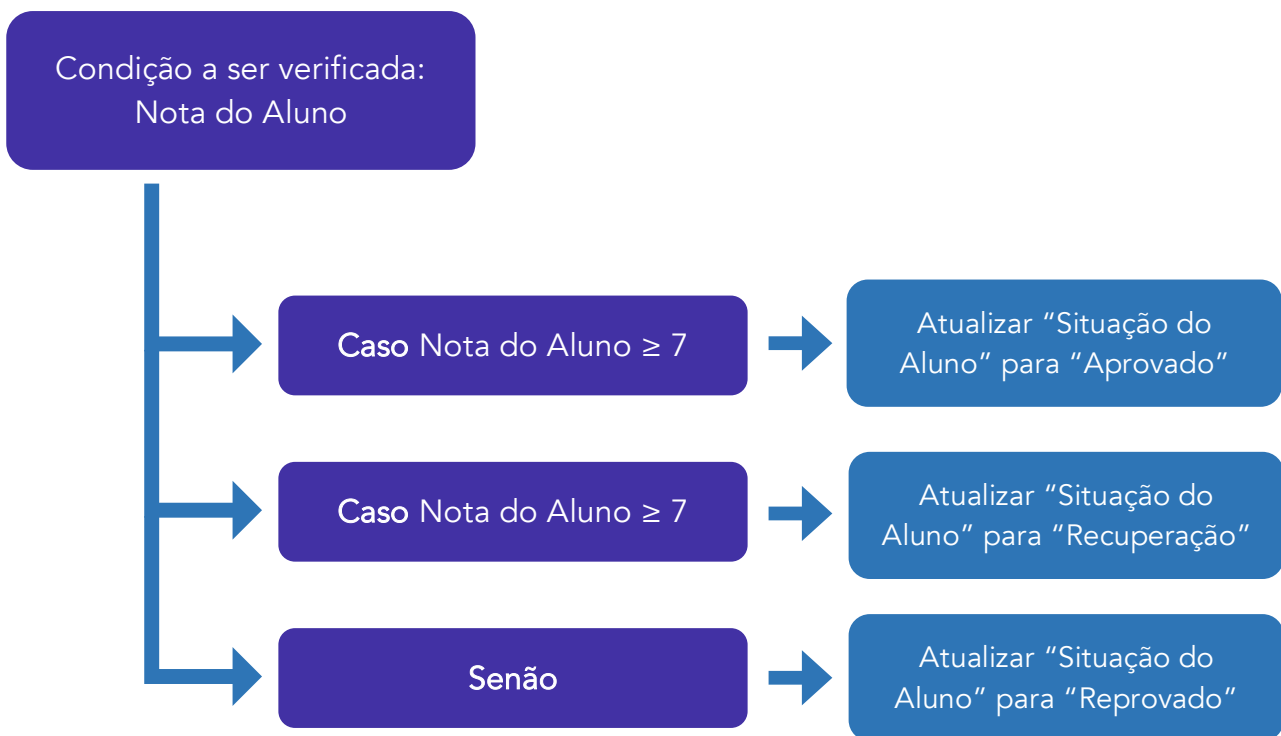 Condição a ser verificada:
Nota do Aluno
Caso Nota do Aluno ≥ 7
Atualizar “Situação do
Aluno” para “Aprovado”
Caso Nota do Aluno ≥ 7
Atualizar “Situação do
Aluno” para “Recuperação”
Senão
Atualizar “Situação do
Aluno” para “Reprovado”